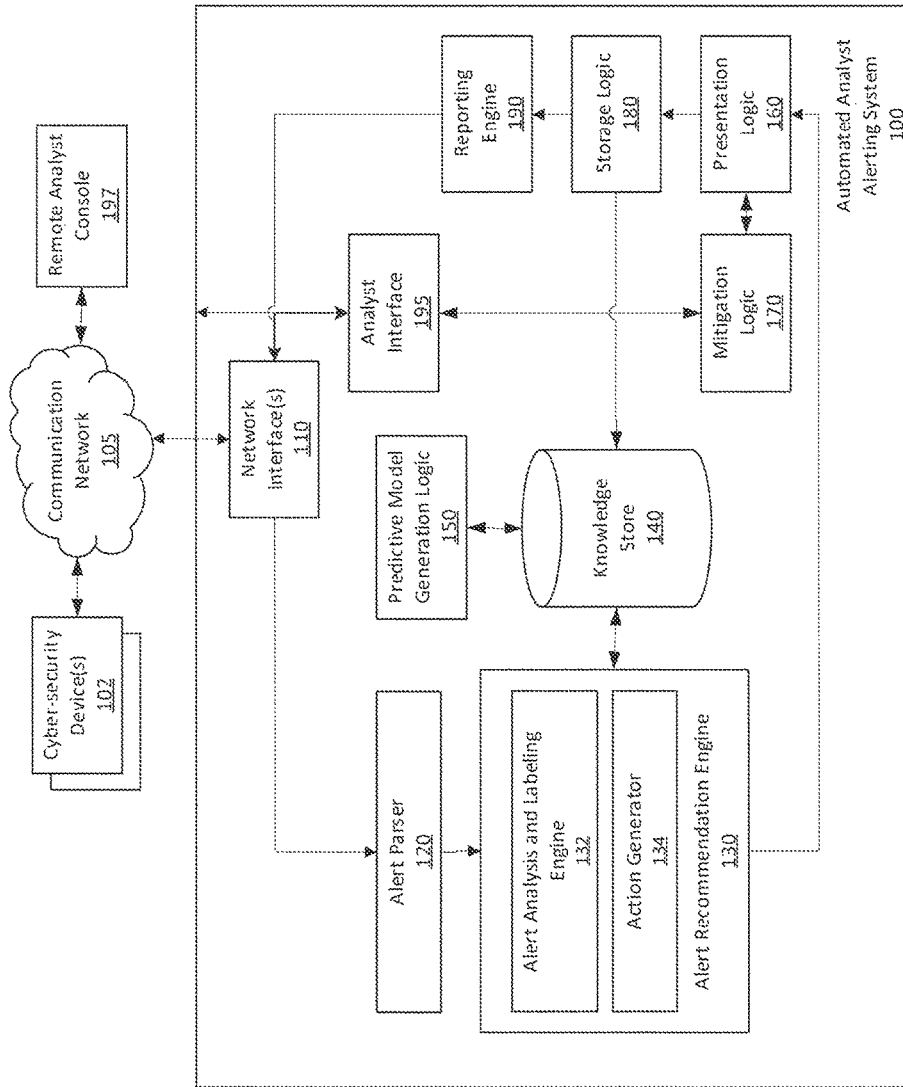 Cyber-security
Device(s)
102
Communication
Network
105
Remote Analyst
Console
197
Network
Interface(s)
110
Alert Parser
120
Alert Analysis and Labeling
Engine
132
Action Generator
134
Alert Recommendation Engine
130
Predictive Model
Generation Logic
150
Knowledge
Store
140
Analyst
Interface
195
Reporting
Engine
190
Storage Logic
180
Mitigation
Logic
170
Presentation
Logic
160
Automated Analyst
Alerting System
100